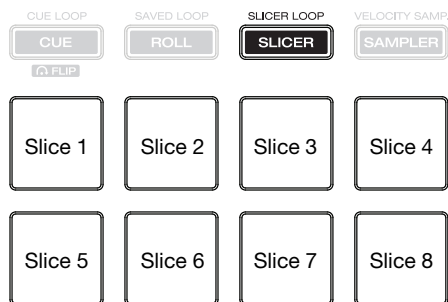 CUE LOOP SAVED LOOP SLICER LOOP VELOCITY SAMP
CUE ROLL SLICER SAMPLER
FLIP
Slice 1 Slice 2 Slice 3 Slice 4
Slice 5 Slice 6 Slice 7 Slice 8